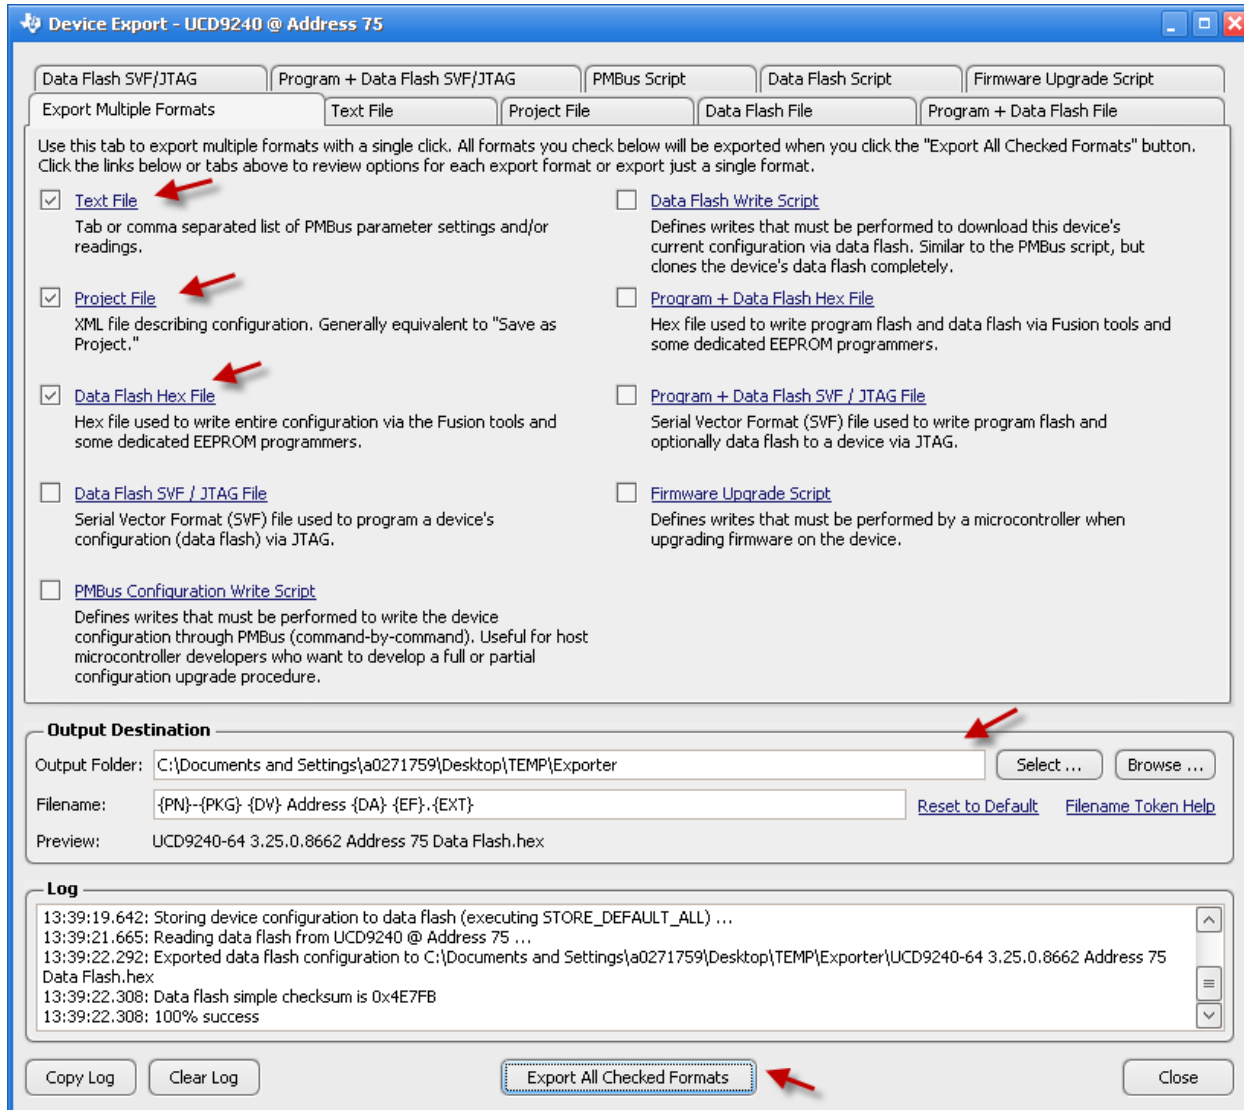 Device Export - UCD9240 @ Address 75
Data Flash SVF/JTAG
Program + Data Flash SVF/JTAG
PMBus Script
Data Flash Script
Firmware Upgrade Script
Export Multiple Formats
Text File
Project File
Data Flash File
Program + Data Flash File
Use this tab to export multiple formats with a single click. All formats you check below will be exported when you click the "Export All Checked Formats" button.
Click the links below or tabs above to review options for each export format or export just a single format.
Text File
Tab or comma separated list of PMBus parameter settings and/or
readings.
Project File
XML file describing configuration. Generally equivalent to "Save as
Project."
Data Flash Hex File
Hex file used to write entire configuration via the Fusion tools and
some dedicated EEPROM programmers.
Data Flash SVF / JTAG File
Serial Vector Format (SVF) file used to program a device's
configuration (data flash) via JTAG.
PMBus Configuration Write Script
Defines writes that must be performed to write the device
configuration through PMBus (command-by-command). Useful for host
microcontroller developers who want to develop a full or partial
configuration upgrade procedure.
Data Flash Write Script
Defines writes that must be performed to download this device's
current configuration via data flash. Similar to the PMBus script, but
clones the device's data flash completely.
Program + Data Flash Hex File
Hex file used to write program flash and data flash via Fusion tools and
some dedicated EEPROM programmers.
Program + Data Flash SVF / JTAG File
Serial Vector Format (SVF) file used to write program flash and
optionally data flash to a device via JTAG.
Firmware Upgrade Script
Defines writes that must be performed by a microcontroller when
upgrading firmware on the device.
Output Destination
Output Folder: C:\Documents and Settings\a0271759\Desktop\TEMP\Exporter
Select ...
Browse ...
Filename: {PN}-{PKG} {DV} Address {DA} {EF}.{EXT}
Reset to Default
Filename Token Help
Preview: UCD9240-64 3.25.0.8662 Address 75 Data Flash.hex
Log
13:39:19.642: Storing device configuration to data flash (executing STORE_DEFAULT_ALL) ...
13:39:21.665: Reading data flash from UCD9240 @ Address 75 ...
13:39:22.292: Exported data flash configuration to C:\Documents and Settings\a0271759\Desktop\TEMP\Exporter\UCD9240-64 3.25.0.8662 Address 75
Data Flash.hex
13:39:22.308: Data flash simple checksum is 0x4E7FB
13:39:22.308: 100% success
Copy Log
Clear Log
Export All Checked Formats
Close